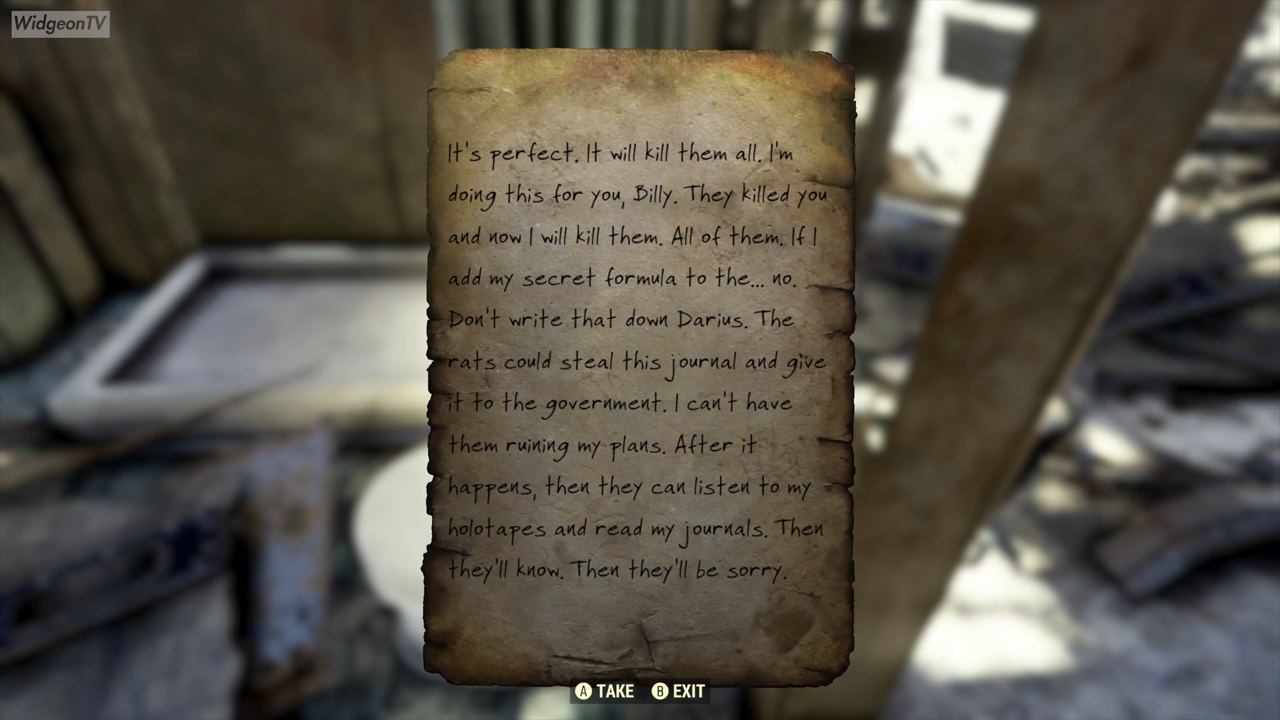 WidgeonTV
It's perfect. It will kill them all. I'm
doing this for you, Billy. They killed you
and now I will kill them. All of them. If I
add my secret formula to the... no.
Don't write that down Darius. The
rats could steal this journal and give
it to the government. I can't have
them ruining my plans. After it
happens, then they can listen to my
holotapes and read my journals. Then
they'll know. Then they'll be sorry.
A TAKE B EXIT